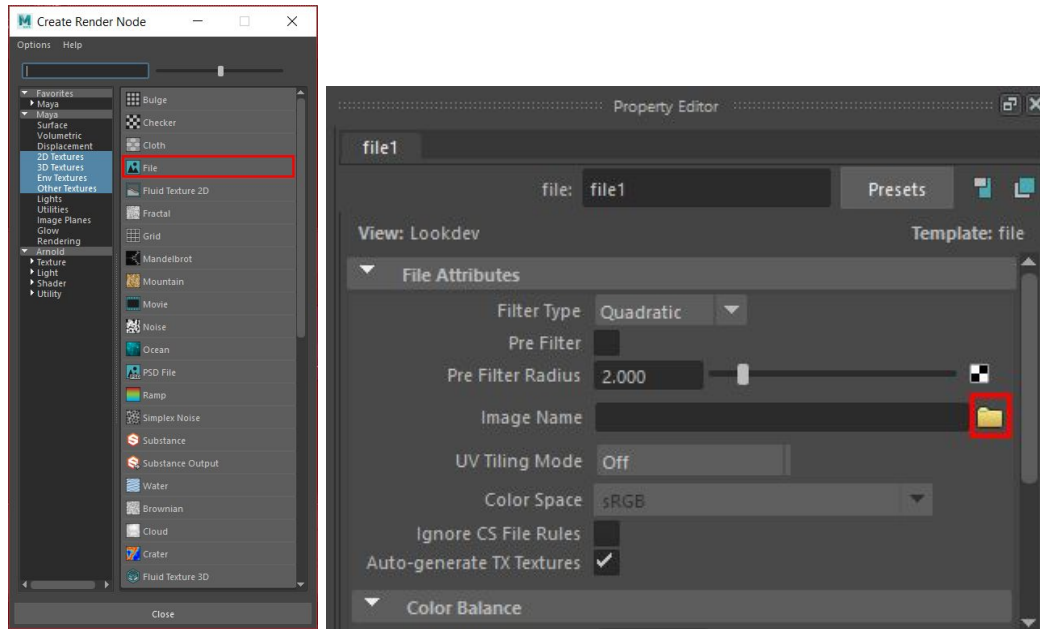 Create Render Node
Options Help
Favorites
Maya
Maya
Surface
Volumetric
Displacement
2D Textures
3D Textures
Env Textures
Other Textures
Lights
Utilities
Image Planes
Glow
Rendering
Arnold
Texture
Light
Shader
Utility
Bulge
Checker
Cloth
File
Fluid Texture 2D
Fractal
Grid
Mandelbrot
Mountain
Movie
Noise
Ocean
PSD File
Ramp
Simplex Noise
Substance
Substance Output
Water
Brownian
Cloud
Crater
Fluid Texture 3D
Close
Property Editor
file1
file: file1 Presets
View: Lookdev Template: file
File Attributes
Filter Type Quadratic
Pre Filter
Pre Filter Radius 2.000
Image Name
UV Tiling Mode Off
Color Space sRGB
Ignore CS File Rules
Auto-generate TX Textures
Color Balance